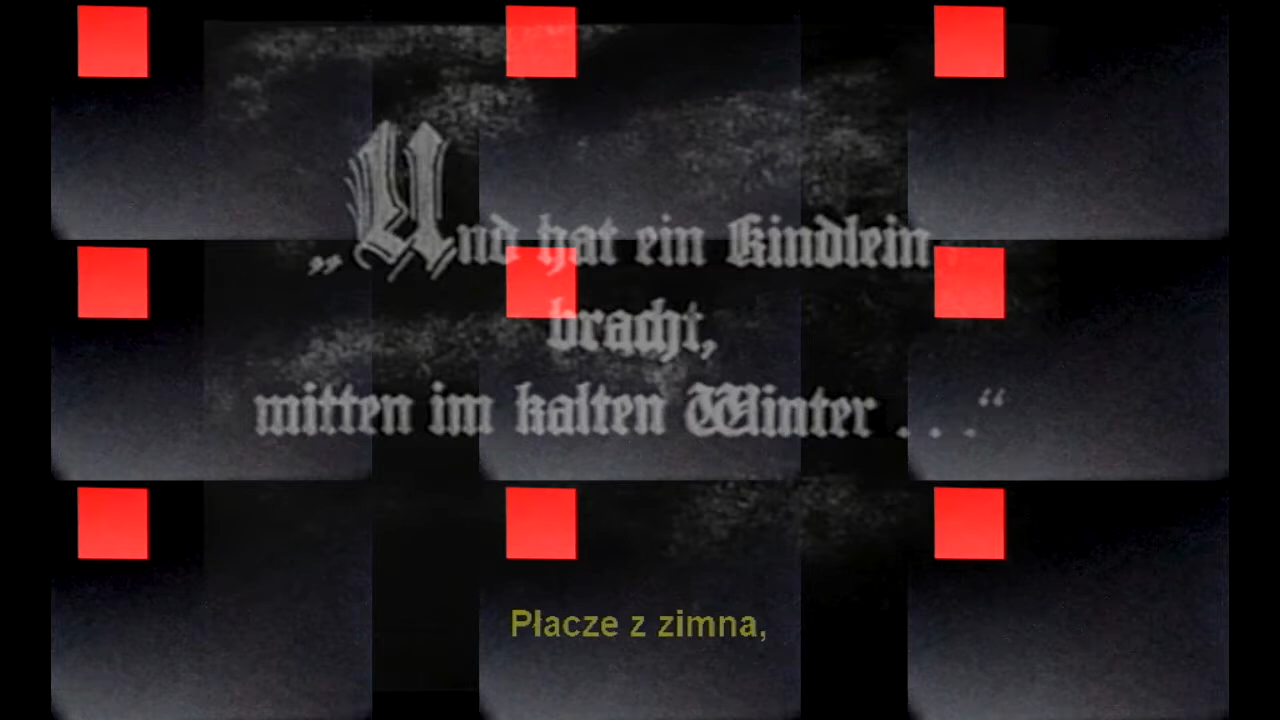 „Und hat ein Kindlein
bracht,
mitten im kalten Winter . . .“
Płacze z zimna,